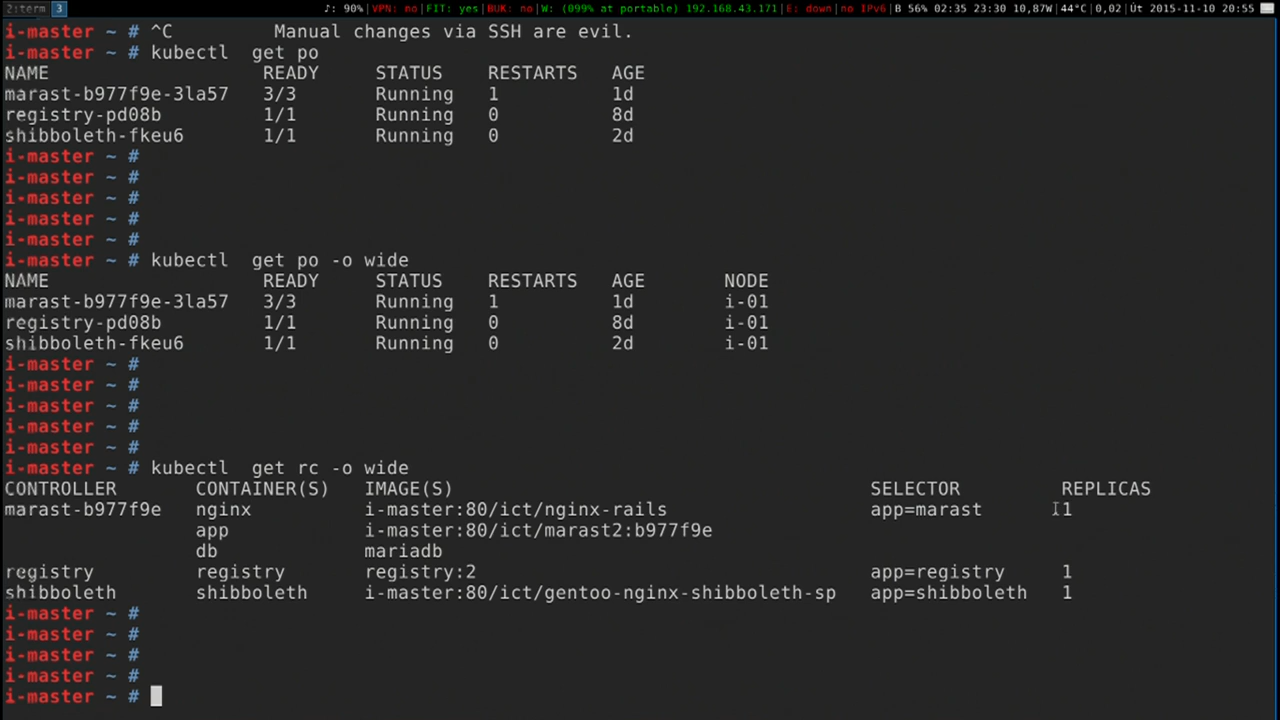 2:term 3 ♪: 90%|VPN: no|FIT: yes|BUK: no|W: (099% at portable) 192.168.43.171|E: down|no IPv6|B 56% 02:35 23:30 10,87W|44°C|0,02|Út 2015-11-10 20:55
i-master ~ # ^C Manual changes via SSH are evil.
i-master ~ # kubectl get po
NAME READY STATUS RESTARTS AGE
marast-b977f9e-3la57 3/3 Running 1 1d
registry-pd08b 1/1 Running 0 8d
shibboleth-fkeu6 1/1 Running 0 2d
i-master ~ #
i-master ~ #
i-master ~ #
i-master ~ #
i-master ~ #
i-master ~ # kubectl get po -o wide
NAME READY STATUS RESTARTS AGE NODE
marast-b977f9e-3la57 3/3 Running 1 1d i-01
registry-pd08b 1/1 Running 0 8d i-01
shibboleth-fkeu6 1/1 Running 0 2d i-01
i-master ~ #
i-master ~ #
i-master ~ #
i-master ~ #
i-master ~ #
i-master ~ # kubectl get rc -o wide
CONTROLLER CONTAINER(S) IMAGE(S) SELECTOR REPLICAS
marast-b977f9e nginx i-master:80/ict/nginx-rails app=marast 1
app i-master:80/ict/marast2:b977f9e
db mariadb
registry registry registry:2 app=registry 1
shibboleth shibboleth i-master:80/ict/gentoo-nginx-shibboleth-sp app=shibboleth 1
i-master ~ #
i-master ~ #
i-master ~ #
i-master ~ #
i-master ~ #